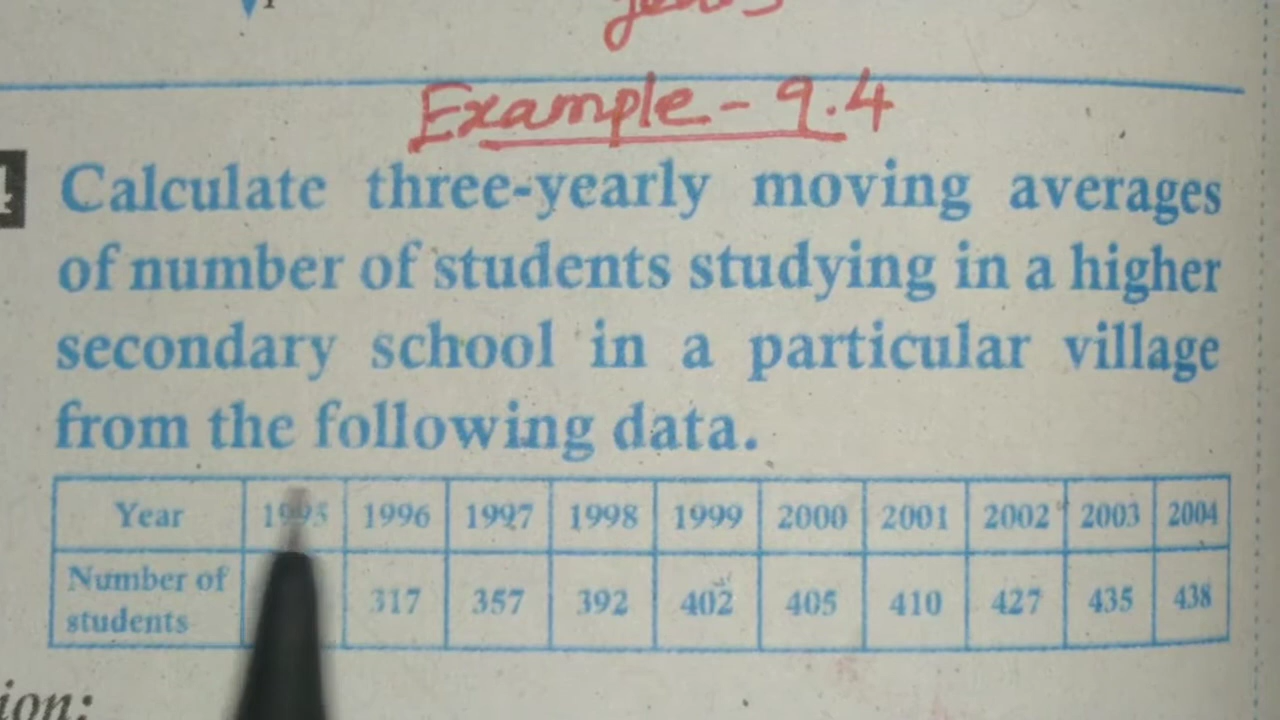 Example - 9.4
Calculate three-yearly moving averages
of number of students studying in a higher
secondary school in a particular village
from the following data.
Year 1995 1996 1997 1998 1999 2000 2001 2002 2003 2004
Number of students 317 357 392 402 405 410 427 435 438